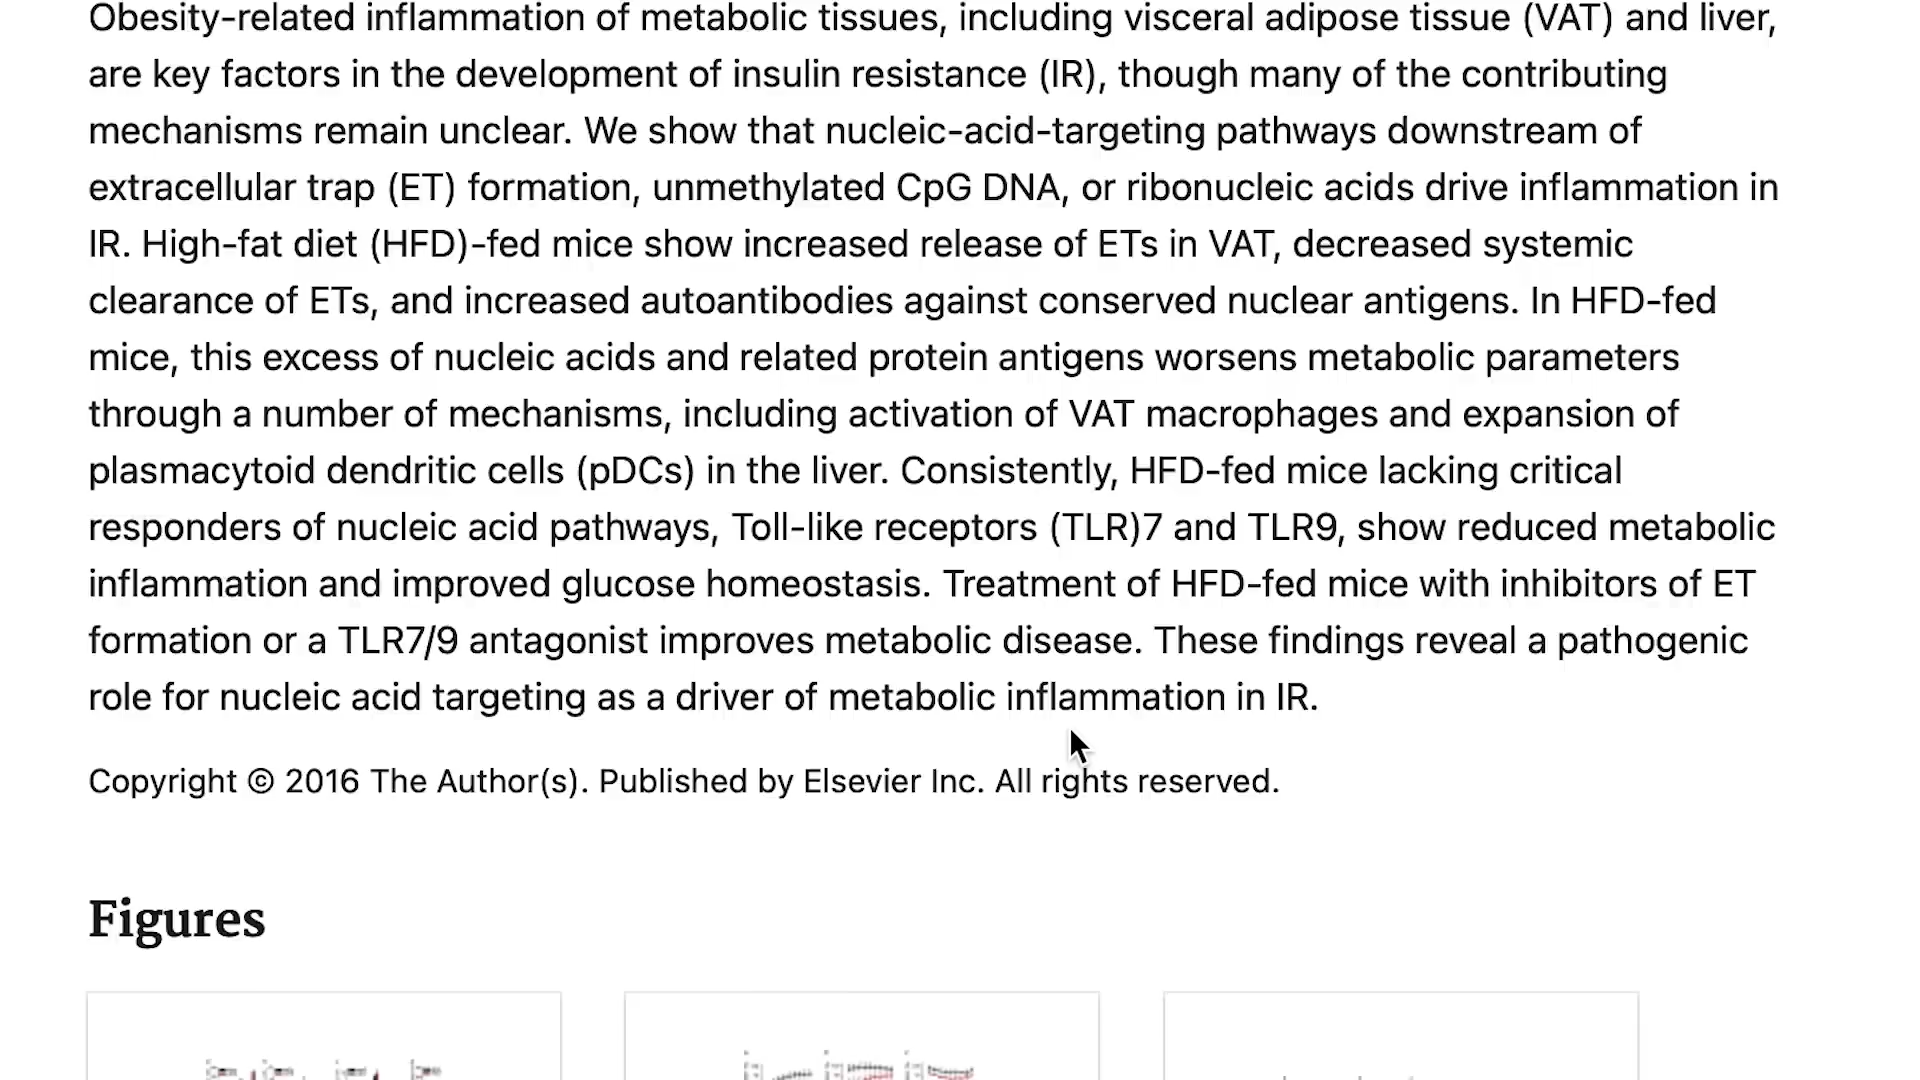 Obesity-related inflammation of metabolic tissues, including visceral adipose tissue (VAT) and liver,
are key factors in the development of insulin resistance (IR), though many of the contributing
mechanisms remain unclear. We show that nucleic-acid-targeting pathways downstream of
extracellular trap (ET) formation, unmethylated CpG DNA, or ribonucleic acids drive inflammation in
IR. High-fat diet (HFD)-fed mice show increased release of ETs in VAT, decreased systemic
clearance of ETs, and increased autoantibodies against conserved nuclear antigens. In HFD-fed
mice, this excess of nucleic acids and related protein antigens worsens metabolic parameters
through a number of mechanisms, including activation of VAT macrophages and expansion of
plasmacytoid dendritic cells (pDCs) in the liver. Consistently, HFD-fed mice lacking critical
responders of nucleic acid pathways, Toll-like receptors (TLR)7 and TLR9, show reduced metabolic
inflammation and improved glucose homeostasis. Treatment of HFD-fed mice with inhibitors of ET
formation or a TLR7/9 antagonist improves metabolic disease. These findings reveal a pathogenic
role for nucleic acid targeting as a driver of metabolic inflammation in IR.
Copyright © 2016 The Author(s). Published by Elsevier Inc. All rights reserved.
Figures